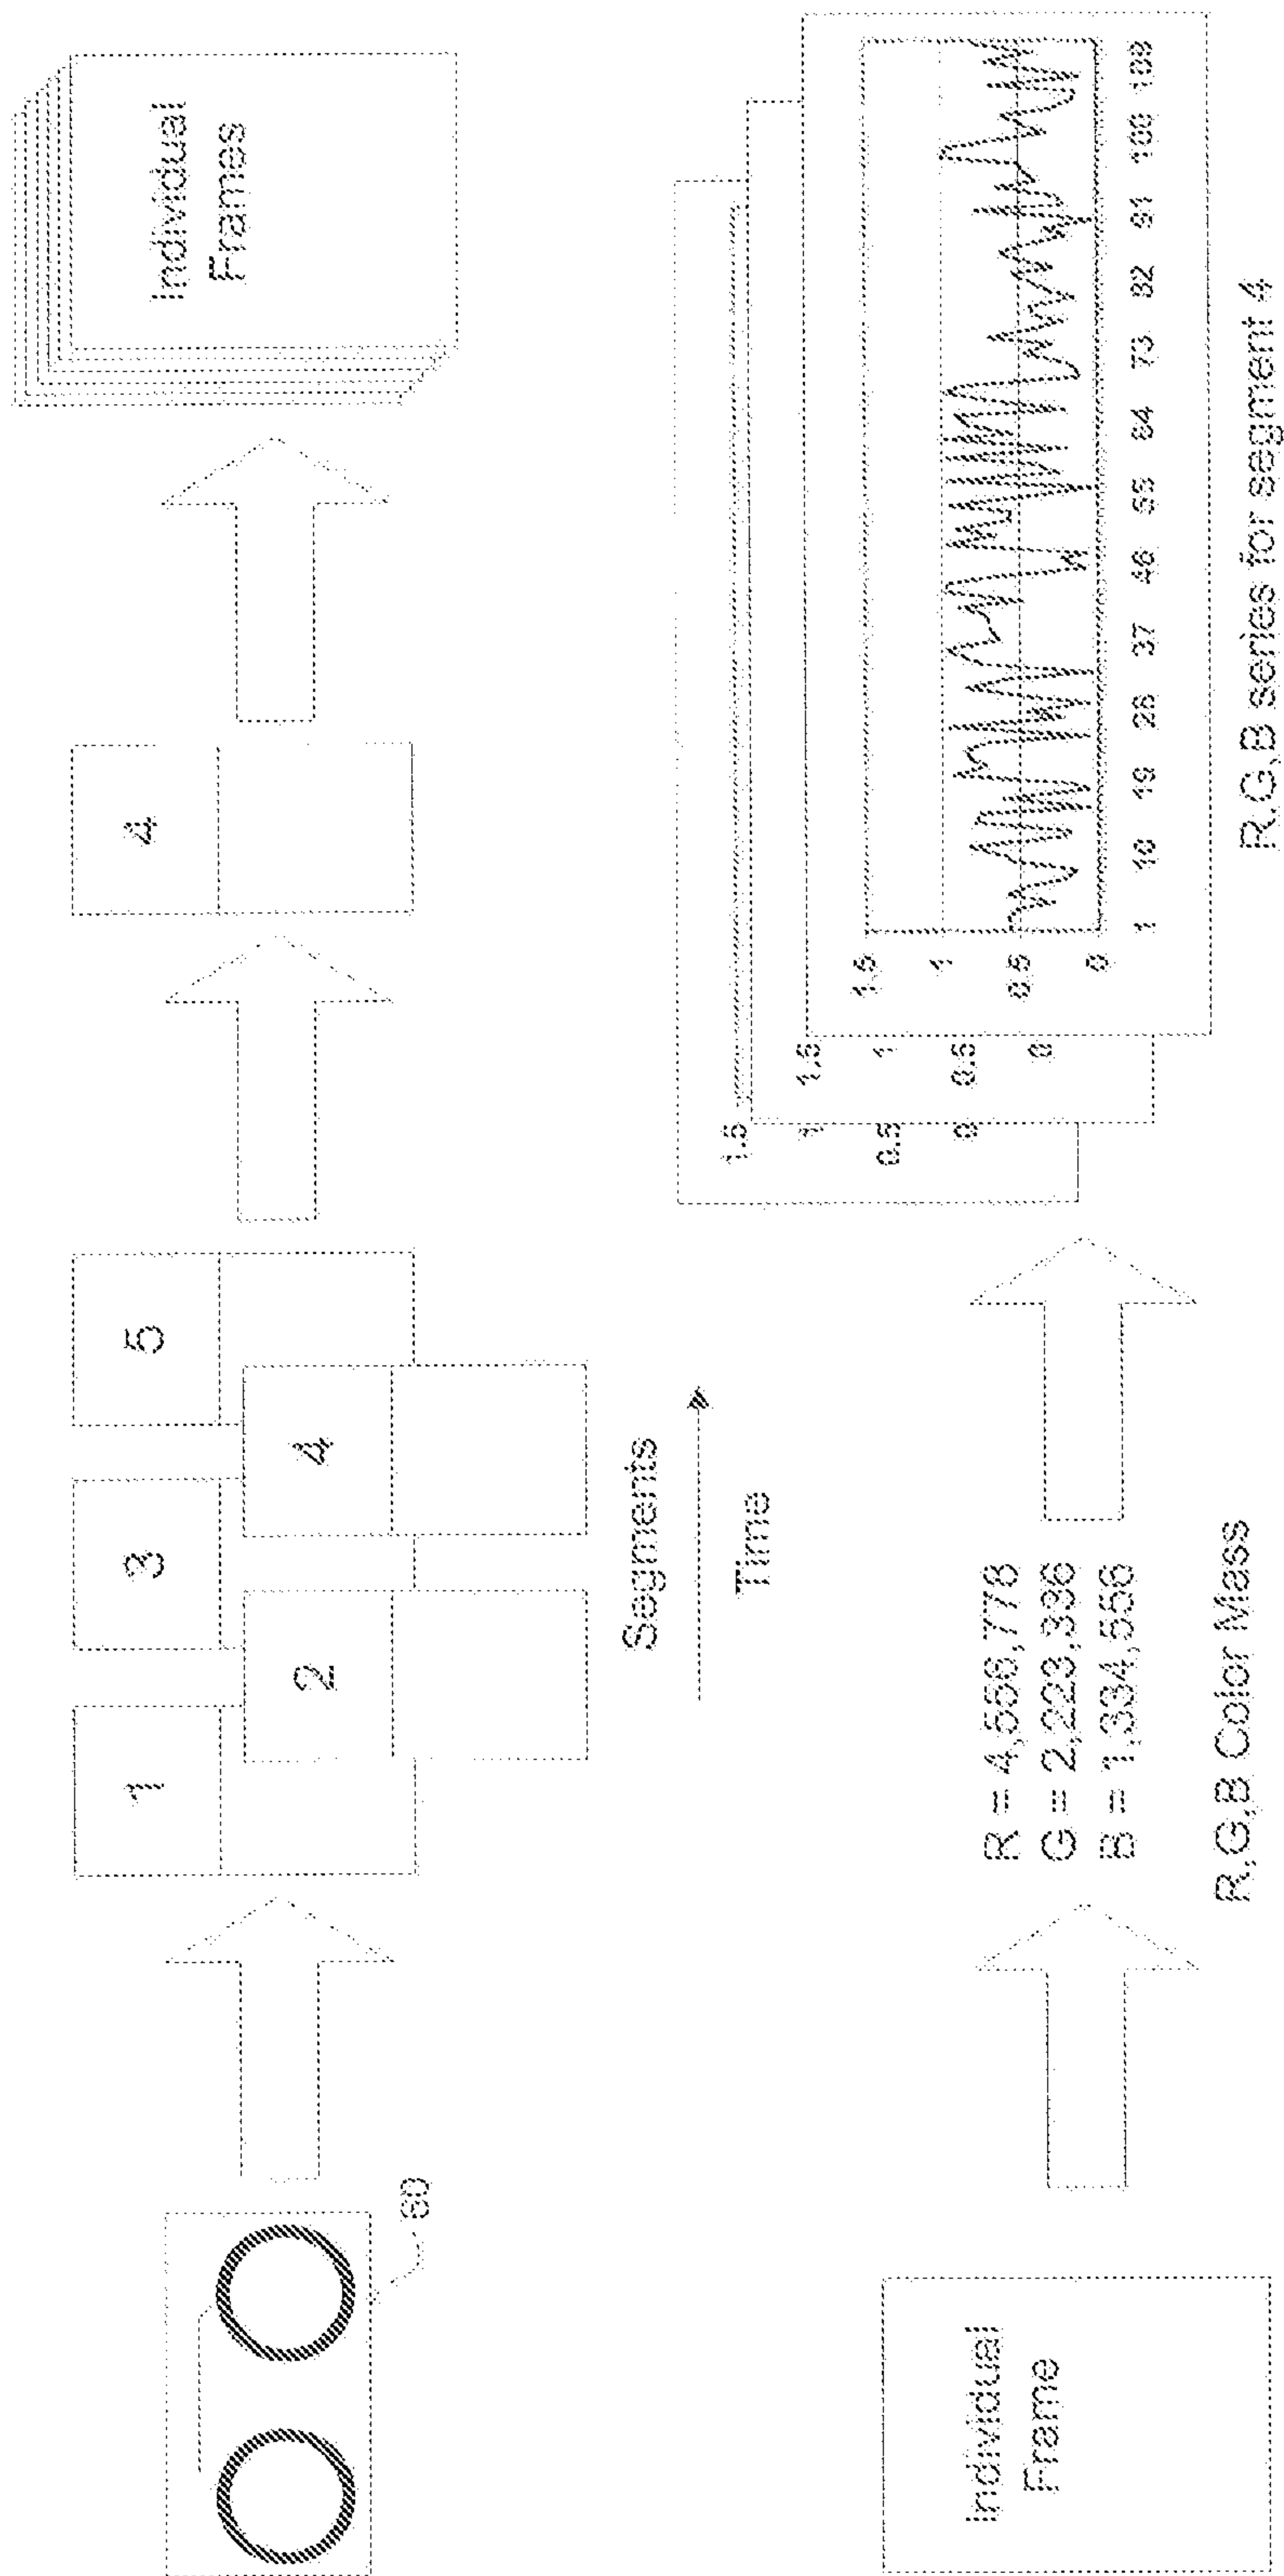 1
2
3
4
5
Segments
Time
4
Individual
Frames
Individual
Frame
R = 4,556,778
G = 2,223,336
B = 1,334,556
R,G,B Color Mass
1.5
1
0.5
0
1.5
1
0.5
0
1.5
1
0.5
0
1 10 19 28 37 46 55 64 73 82 91 100 109
R,G,B series for segment 4